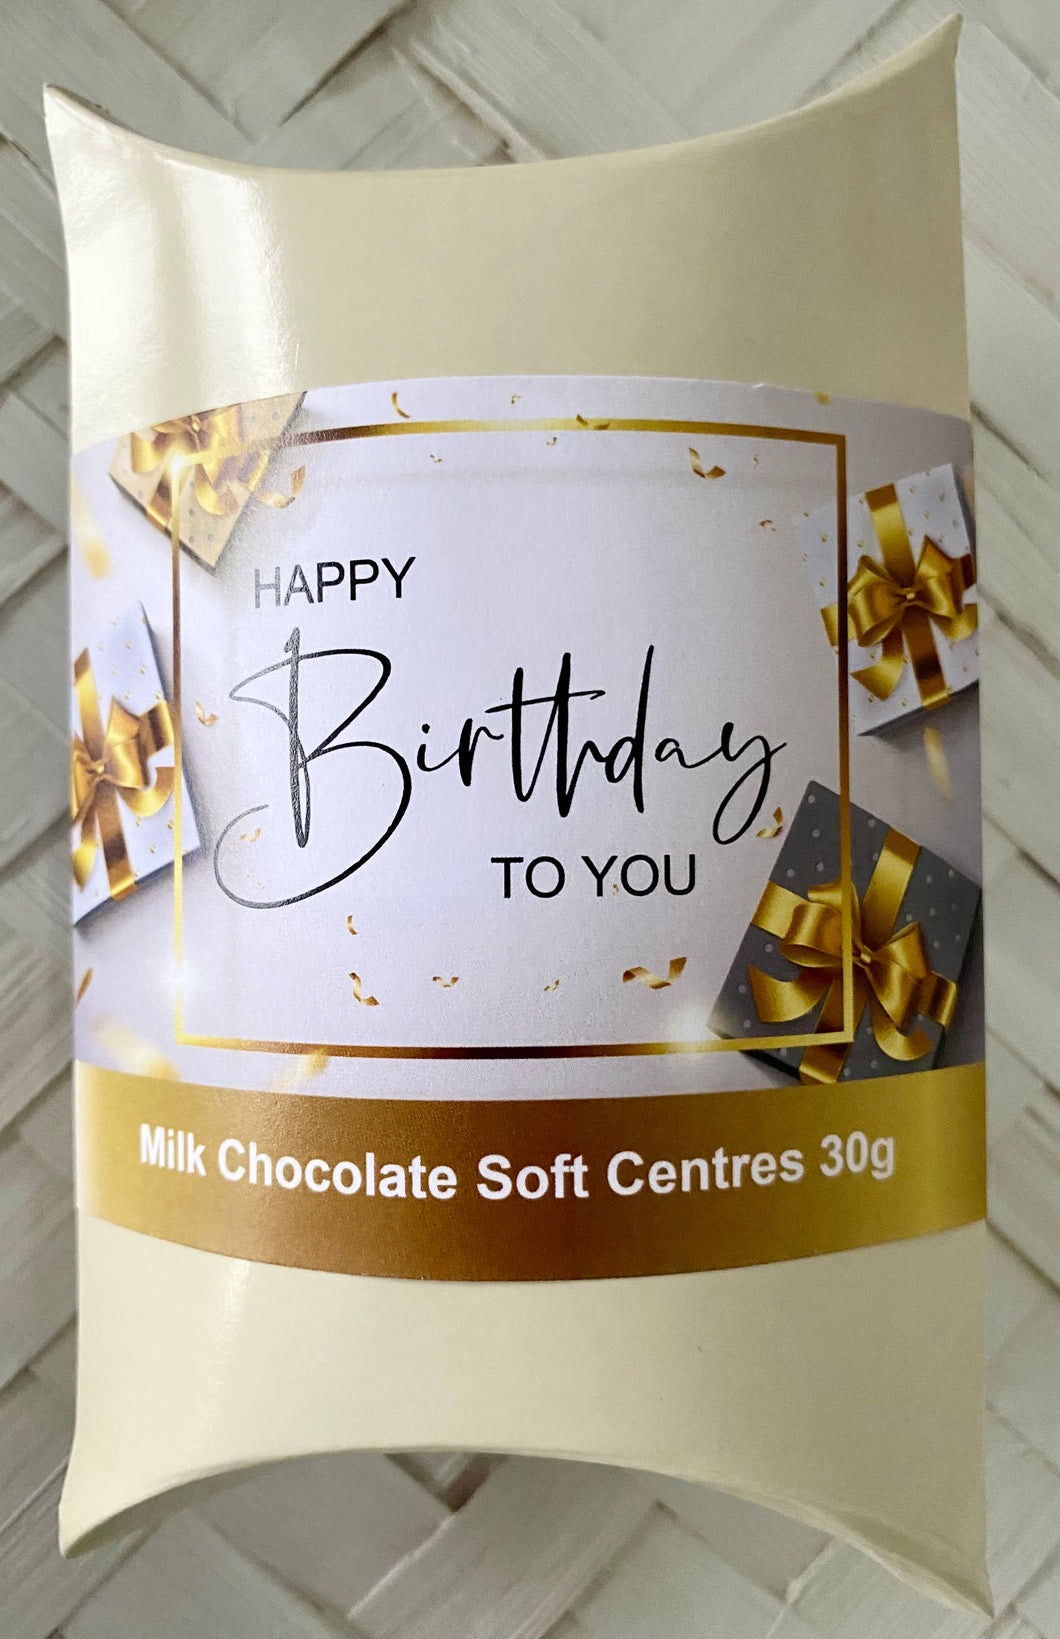 HAPPY
Birthday
TO YOU
Milk Chocolate Soft Centres 30g